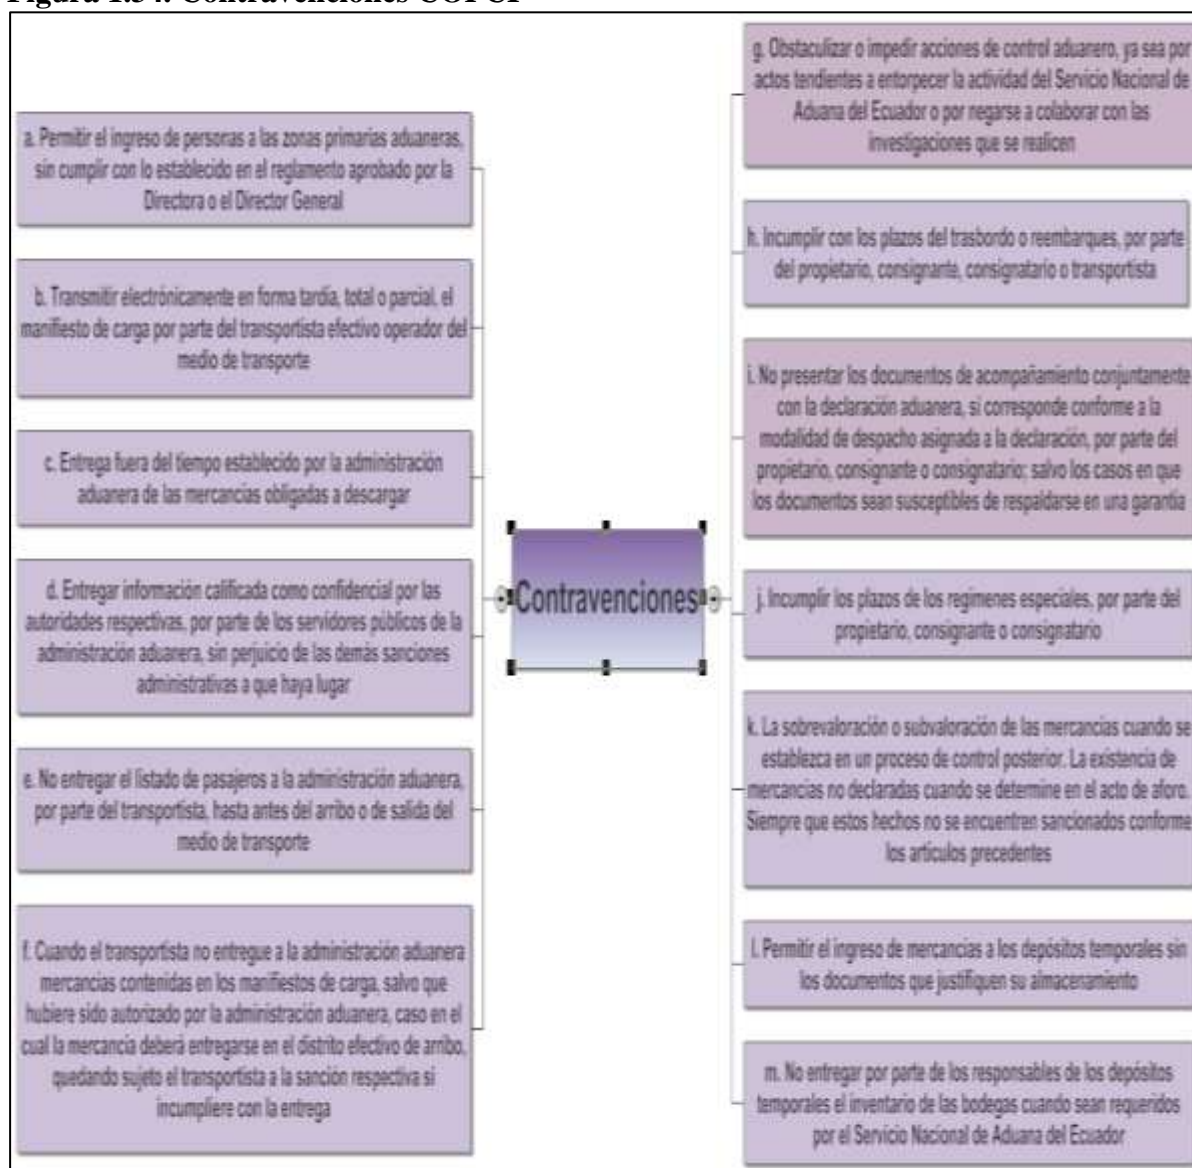 a. Permitir el ingreso de personas a las zonas primarias aduaneras,
sin cumplir con lo establecido en el reglamento aprobado por la
Directora o el Director General
b. Transmitir electrónicamente en forma tardía, total o parcial, el
manifiesto de carga por parte del transportista efectivo operador del
medio de transporte
c. Entrega fuera del tiempo establecido por la administración
aduanera de las mercancías obligadas a descargar
d. Entregar información calificada como confidencial por las
autoridades respectivas, por parte de los servidores públicos de la
administración aduanera, sin perjuicio de las demás sanciones
administrativas a que haya lugar
e. No entregar el listado de pasajeros a la administración aduanera,
por parte del transportista, hasta antes del arribo o de salida del
medio de transporte
f. Cuando el transportista no entregue a la administración aduanera
mercancías contenidas en los manifiestos de carga, salvo que
hubiere sido autorizado por la administración aduanera, caso en el
cual la mercancía deberá entregarse en el distrito efectivo de arribo,
quedando sujeto el transportista a la sanción respectiva si
incumpliere con la entrega
Contravenciones
g. Obstaculizar o impedir acciones de control aduanero, ya sea por
actos tendientes a entorpecer la actividad del Servicio Nacional de
Aduana del Ecuador o por negarse a colaborar con las
investigaciones que se realicen
h. Incumplir con los plazos del trasbordo o reembarques, por parte
del propietario, consignante, consignatario o transportista
i. No presentar los documentos de acompañamiento conjuntamente
con la declaración aduanera, si corresponde conforme a la
modalidad de despacho asignada a la declaración, por parte del
propietario, consignante o consignatario; salvo los casos en que
los documentos sean susceptibles de respaldarse en una garantía
j. Incumplir los plazos de los regímenes especiales, por parte del
propietario, consignante o consignatario
k. La sobrevaloración o subvaloración de las mercancías cuando se
establezca en un proceso de control posterior. La existencia de
mercancías no declaradas cuando se determine en el acto de aforo.
Siempre que estos hechos no se encuentren sancionados conforme
los artículos precedentes
l. Permitir el ingreso de mercancías a los depósitos temporales sin
los documentos que justifiquen su almacenamiento
m. No entregar por parte de los responsables de los depósitos
temporales el inventario de las bodegas cuando sean requeridos
por el Servicio Nacional de Aduana del Ecuador